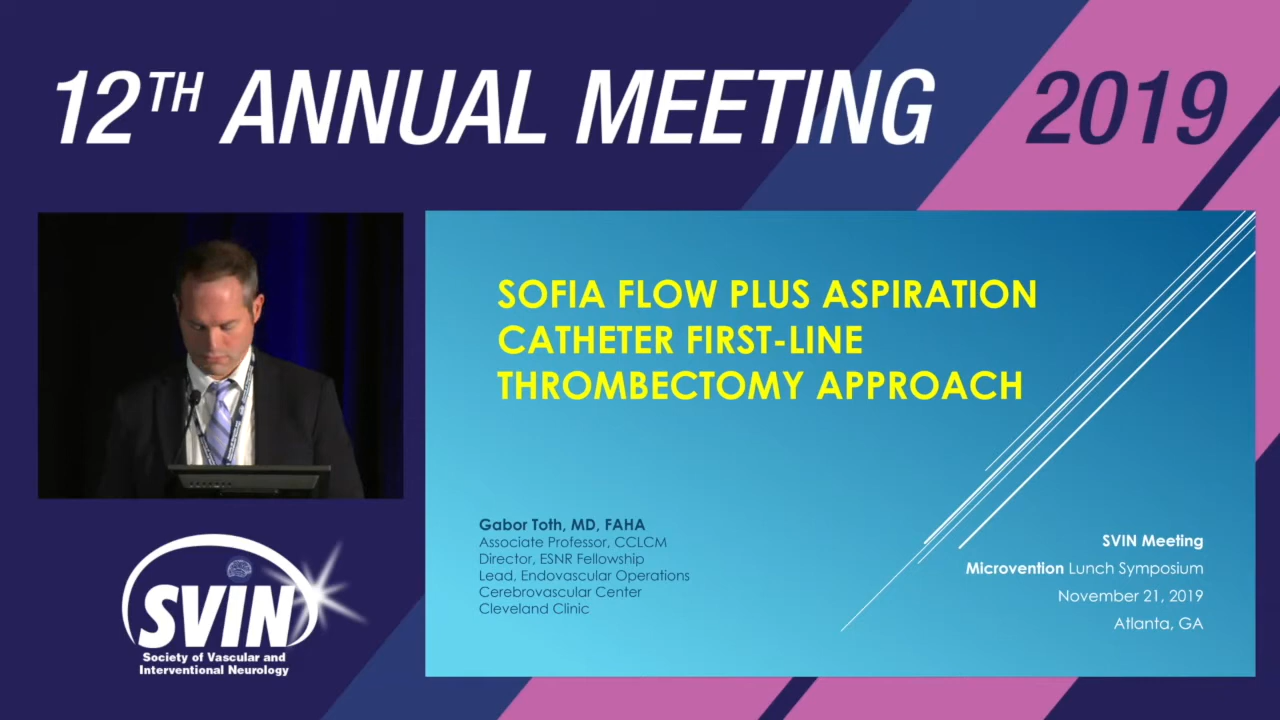 12TH ANNUAL MEETING 2019
SOFIA FLOW PLUS ASPIRATION
CATHETER FIRST-LINE
THROMBECTOMY APPROACH
Gabor Toth, MD, FAHA
Associate Professor, CCLCM
Director, ESNR Fellowship
Lead, Endovascular Operations
Cerebrovascular Center
Cleveland Clinic
SVIN Meeting
Microvention Lunch Symposium
November 21, 2019
Atlanta, GA
SVIN
Society of Vascular and
Interventional Neurology